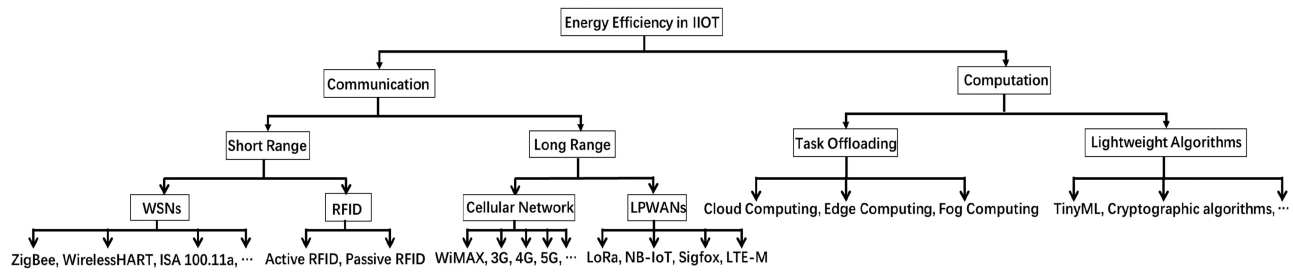 Energy Efficiency in IIOT
Communication
Computation
Short Range
Long Range
Task Offloading
Lightweight Algorithms
WSNs
RFID
Cellular Network
LPWANs
Cloud Computing, Edge Computing, Fog Computing
TinyML, Cryptographic algorithms, ···
ZigBee, WirelessHART, ISA 100.11a, ···
Active RFID, Passive RFID
WiMAX, 3G, 4G, 5G, ···
LoRa, NB-IoT, Sigfox, LTE-M